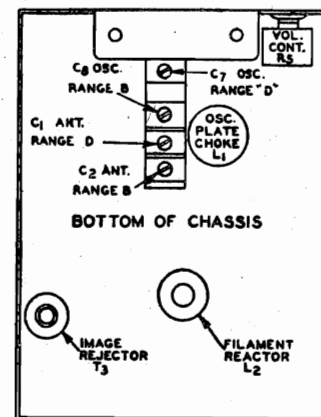 VOL.
CONT.
R5
C8 OSC.
RANGE B
C7 OSC.
RANGE "D"
C1 ANT.
RANGE D
OSC.
PLATE
CHOKE
L1
C2 ANT.
RANGE B
BOTTOM OF CHASSIS
IMAGE
REJECTOR
T3
FILAMENT
REACTOR
L2